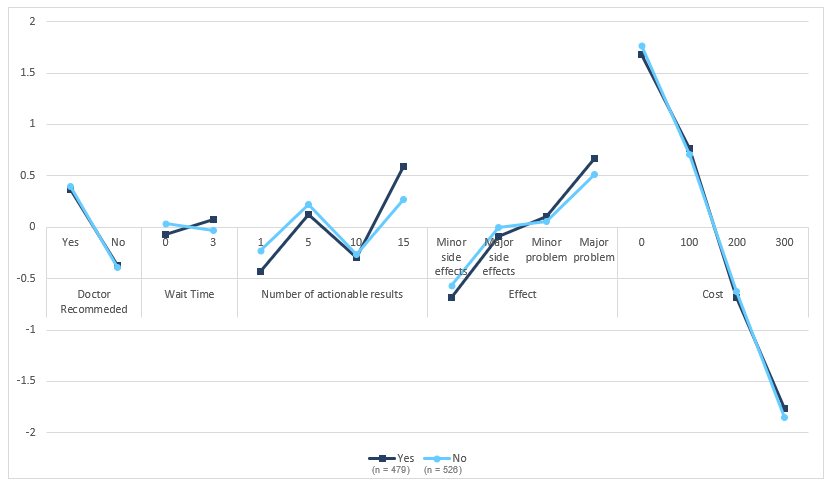 2
1.5
1
0.5
0
-0.5
-1
-1.5
-2
Yes No 0 3 1 5 10 15 Minor side effects Major side effects Minor problem Major problem 0 100 200 300
Doctor Recommeded Wait Time Number of actionable results Effect Cost
Yes No
(n = 479) (n = 526)